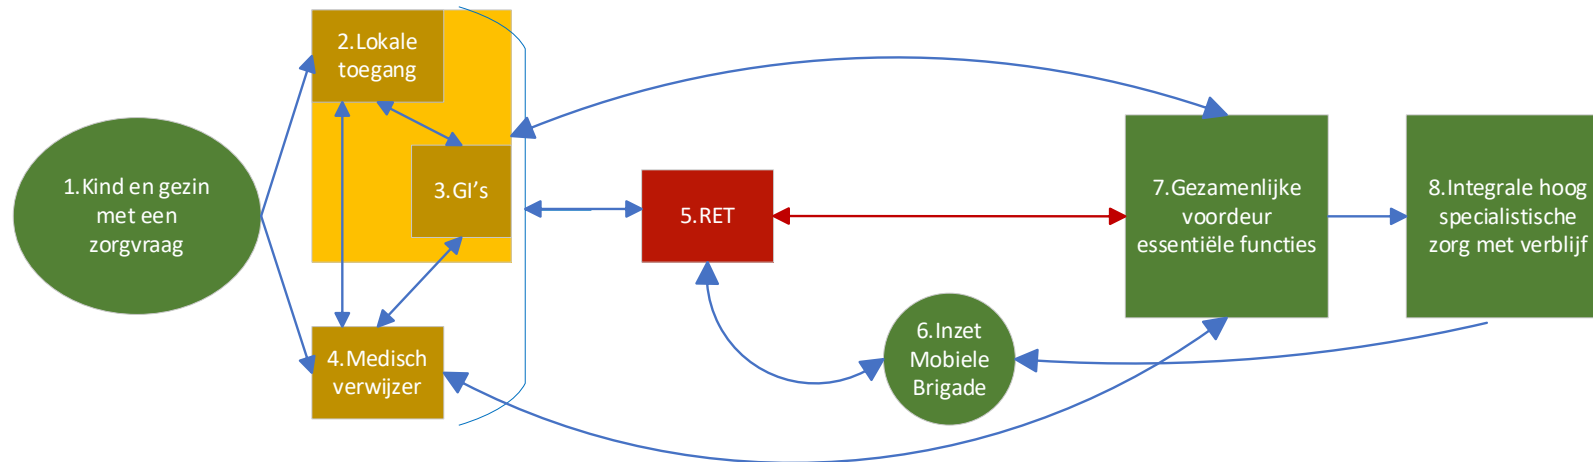 1.Kind en gezin
met een
zorgvraag
2.Lokale
toegang
3.GI's
4.Medisch
verwijzer
5.RET
6.Inzet
Mobiele
Brigade
7.Gezamenlijke
voordeur
essentiële functies
8.Integrale hoog
specialistische
zorg met verblijf